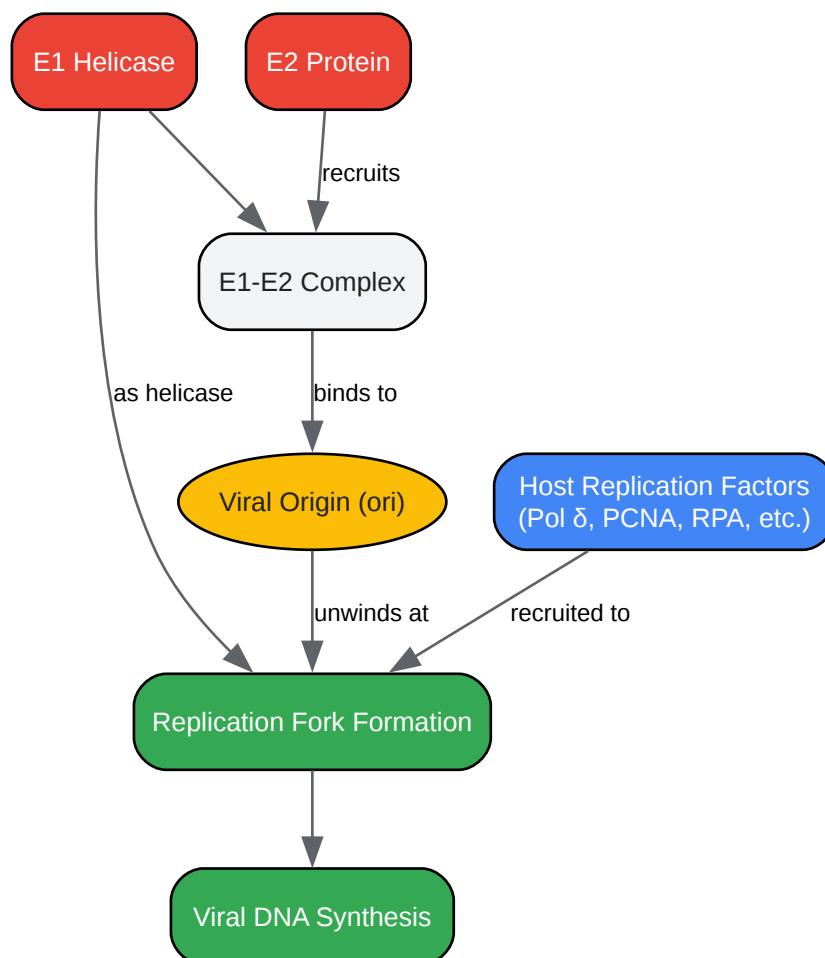 E1 Helicase
E2 Protein
recruits
E1-E2 Complex
as helicase
binds to
Viral Origin (ori)
Host Replication Factors
(Pol δ, PCNA, RPA, etc.)
unwinds at
recruited to
Replication Fork Formation
Viral DNA Synthesis